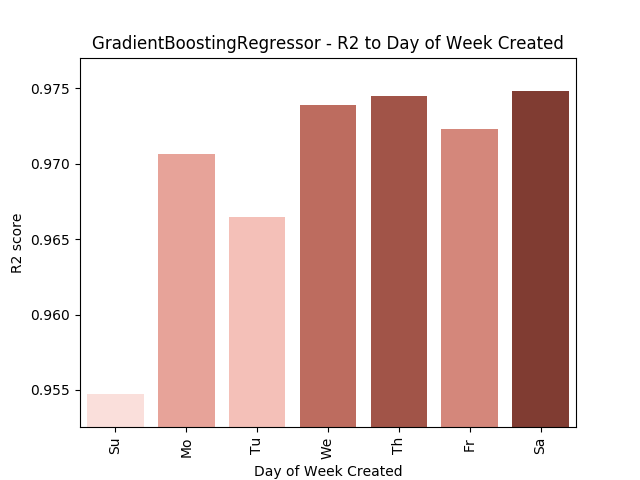 GradientBoostingRegressor - R2 to Day of Week Created
0.975
0.970
0.965
0.960
0.955
R2 score
Su
Mo
Tu
We
Th
Fr
Sa
Day of Week Created